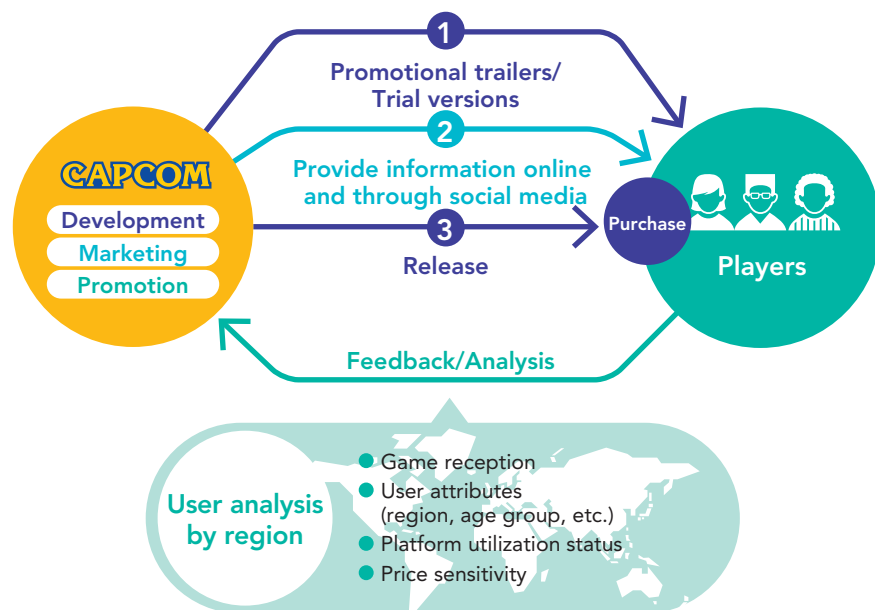 1
Promotional trailers/
Trial versions
2
Provide information online
and through social media
3
Release
CAPCOM
Development
Marketing
Promotion
Purchase
Players
Feedback/Analysis
User analysis
by region
Game reception
User attributes
(region, age group, etc.)
Platform utilization status
Price sensitivity